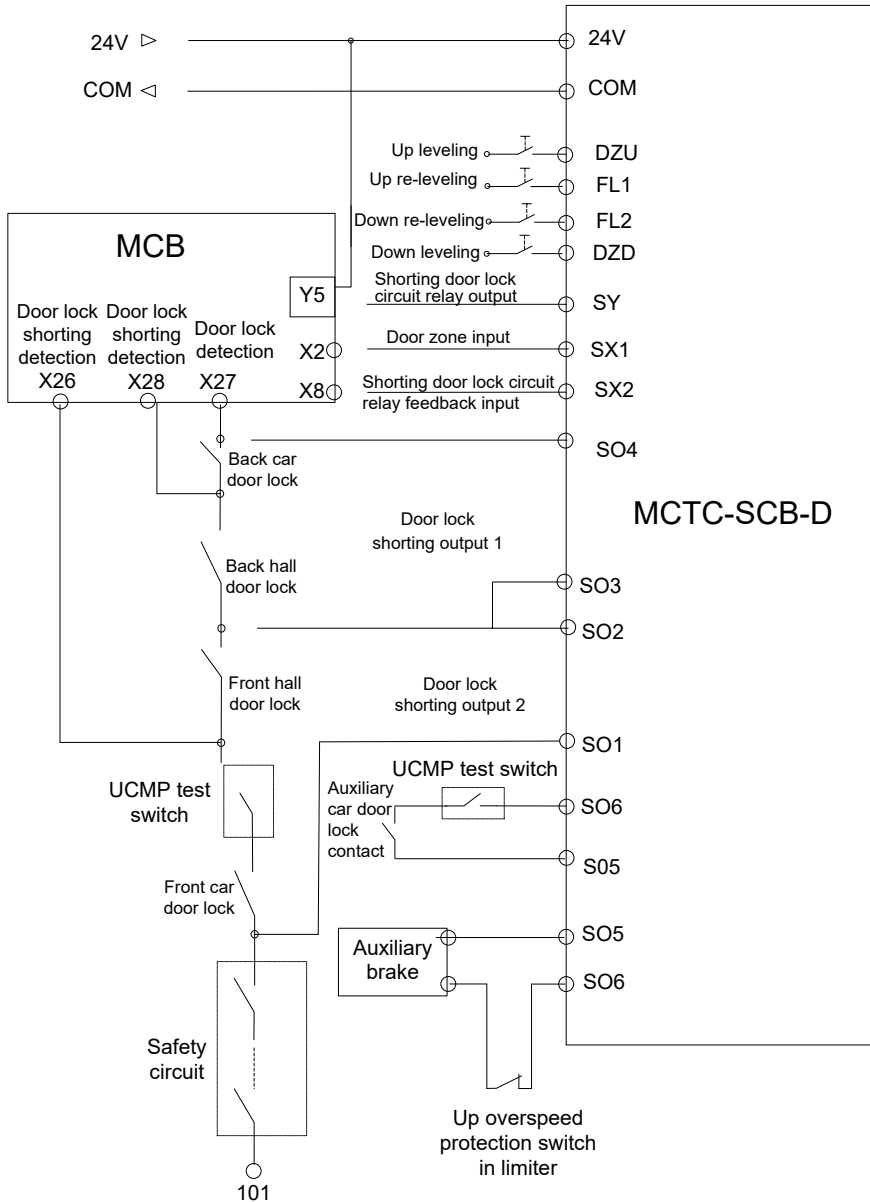 24V
24V
COM
COM
Up leveling
DZU
Up re-leveling
FL1
Down re-leveling
FL2
Down leveling
DZD
MCB
Y5
Shorting door lock
circuit relay output
SY
Door lock
shorting
detection
X26
Door lock
shorting
detection
X28
Door lock
detection
X27
X2
Door zone input
SX1
X8
Shorting door lock circuit
relay feedback input
SX2
SO4
Back car
door lock
MCTC-SCB-D
Door lock
shorting output 1
Back hall
door lock
SO3
SO2
Front hall
door lock
Door lock
shorting output 2
SO1
UCMP test
switch
UCMP test switch
Auxiliary
car door
lock
contact
SO6
S05
Front car
door lock
Auxiliary
brake
SO5
SO6
Safety
circuit
Up overspeed
protection switch
in limiter
101